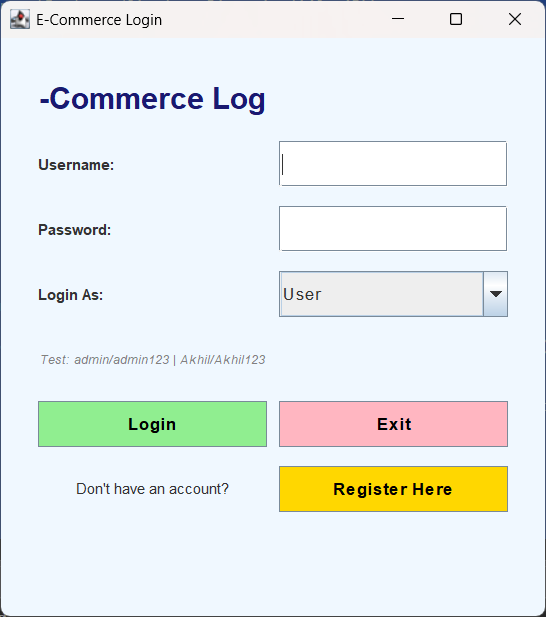 E-Commerce Login
-Commerce Log
Username:
Password:
Login As:
User
Test: admin/admin123 | Akhil/Akhil123
Login
Exit
Don't have an account?
Register Here